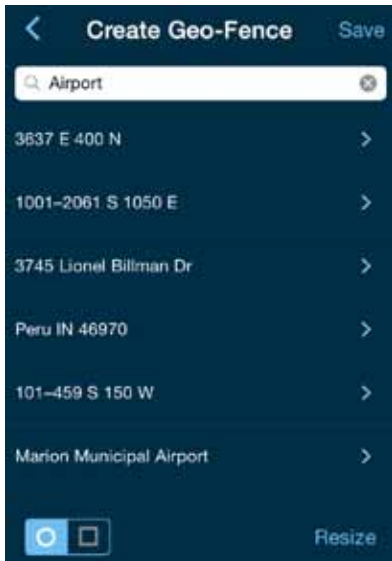 Create Geo-Fence Save
Airport
3637 E 400 N
1001–2061 S 1050 E
3745 Lionel Billman Dr
Peru IN 46970
101–459 S 150 W
Marion Municipal Airport
Resize